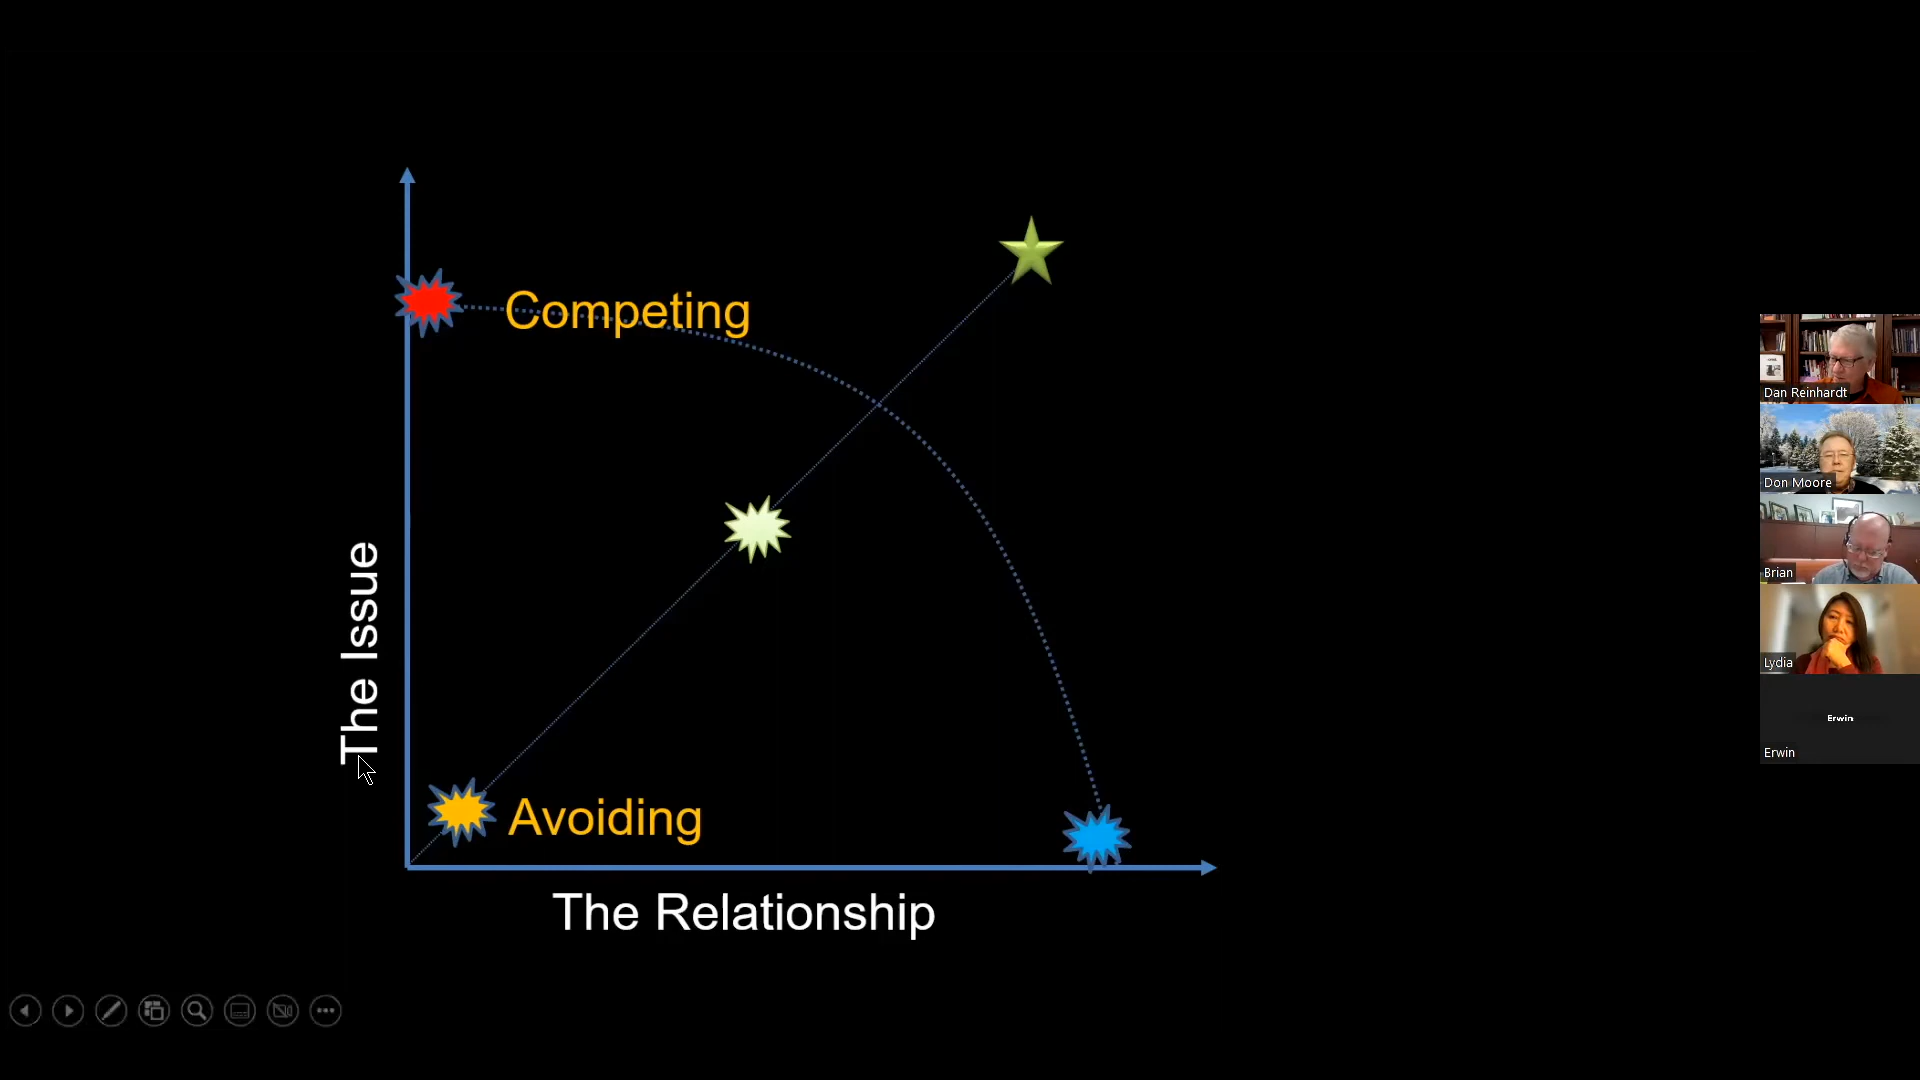 Competing
The Issue
Avoiding
The Relationship
Dan Reinhardt
Don Moore
Brian
Lydia
Erwin
Erwin